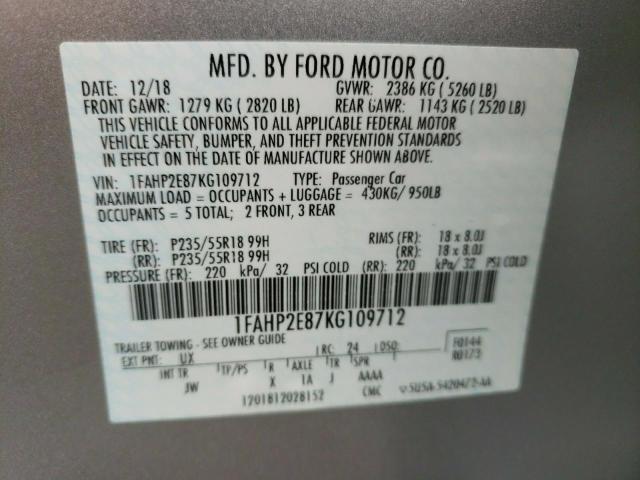 MFD. BY FORD MOTOR CO.
DATE: 12/18 GVWR: 2386 KG ( 5260 LB)
FRONT GAWR: 1279 KG ( 2820 LB) REAR GAWR: 1143 KG ( 2520 LB)
THIS VEHICLE CONFORMS TO ALL APPLICABLE FEDERAL MOTOR
VEHICLE SAFETY, BUMPER, AND THEFT PREVENTION STANDARDS
IN EFFECT ON THE DATE OF MANUFACTURE SHOWN ABOVE.
VIN: 1FAHP2E87KG109712 TYPE: Passenger Car
MAXIMUM LOAD = OCCUPANTS + LUGGAGE = 430KG/ 950LB
OCCUPANTS = 5 TOTAL; 2 FRONT, 3 REAR
TIRE (FR): P235/55R18 99H RIMS (FR): 18 x 8.0J
(RR): P235/55R18 99H (RR): 18 x 8.0J
PRESSURE (FR): 220 kPa/ 32 PSI COLD (RR): 220 kPa/ 32 PSI COLD
1FAHP2E87KG109712
TRAILER TOWING - SEE OWNER GUIDE
EXT PNT: UX RC: 24 DSO: F0144
R0173
INT TR TP/PS R AXLE TR SPR
JW X 1A J AAAA
1201812028152 CMC